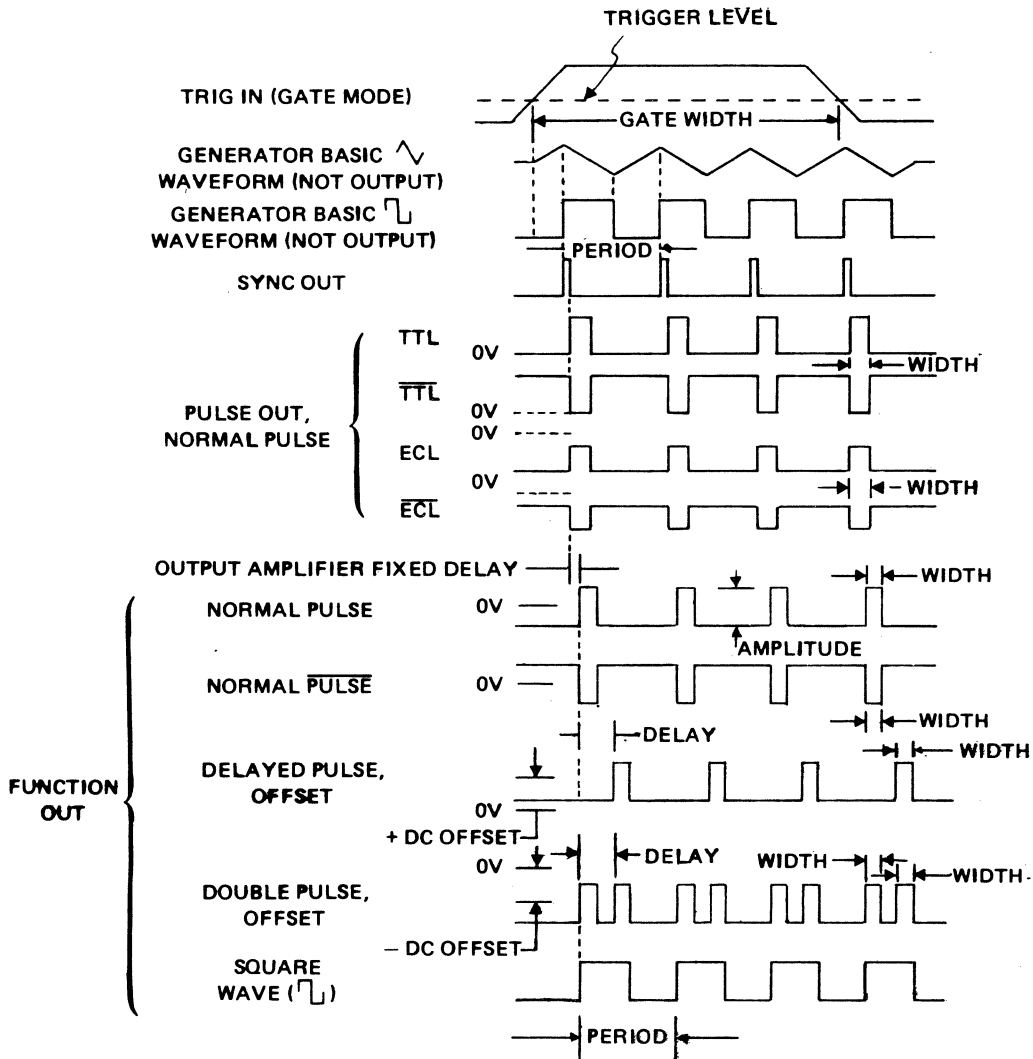 TRIGGER LEVEL
TRIG IN (GATE MODE)
GATE WIDTH
GENERATOR BASIC
WAVEFORM (NOT OUTPUT)
GENERATOR BASIC
WAVEFORM (NOT OUTPUT)
PERIOD
SYNC OUT
TTL
0V
WIDTH
TTL
0V
PULSE OUT,
NORMAL PULSE
0V
ECL
0V
WIDTH
ECL
OUTPUT AMPLIFIER FIXED DELAY
WIDTH
NORMAL PULSE
0V
AMPLITUDE
NORMAL PULSE
0V
WIDTH
DELAY
WIDTH
FUNCTION
OUT
DELAYED PULSE,
OFFSET
0V
+ DC OFFSET
0V
DELAY
WIDTH
WIDTH
DOUBLE PULSE,
OFFSET
– DC OFFSET
SQUARE
WAVE ( )
PERIOD